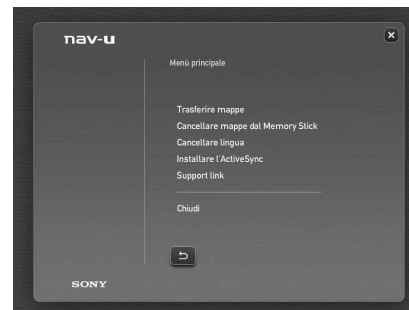 nav-u
Menù principale
Trasferire mappe
Cancellare mappe dal Memory Stick
Cancellare lingua
Installare l'ActiveSync
Support link
Chiudi
SONY